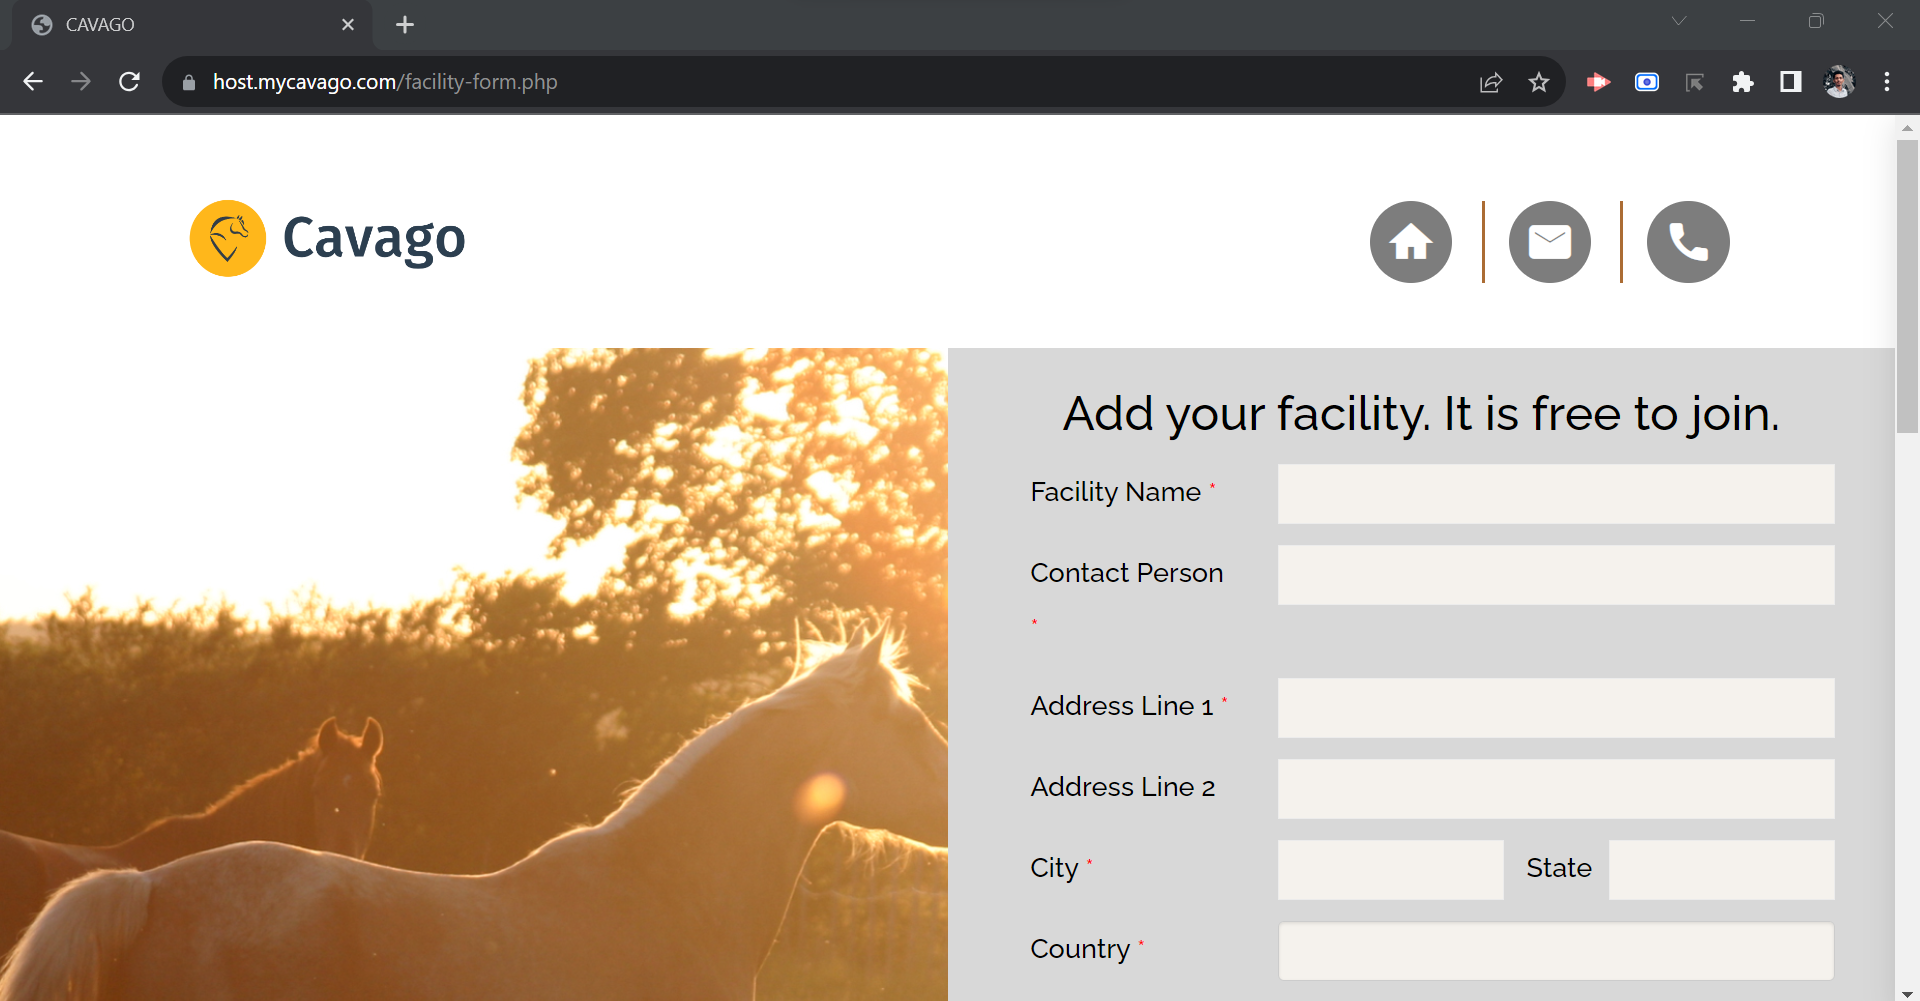 CAVAGO
host.mycavago.com/facility-form.php
Cavago
Add your facility. It is free to join.
Facility Name *
Contact Person
*
Address Line 1 *
Address Line 2
City * State
Country *